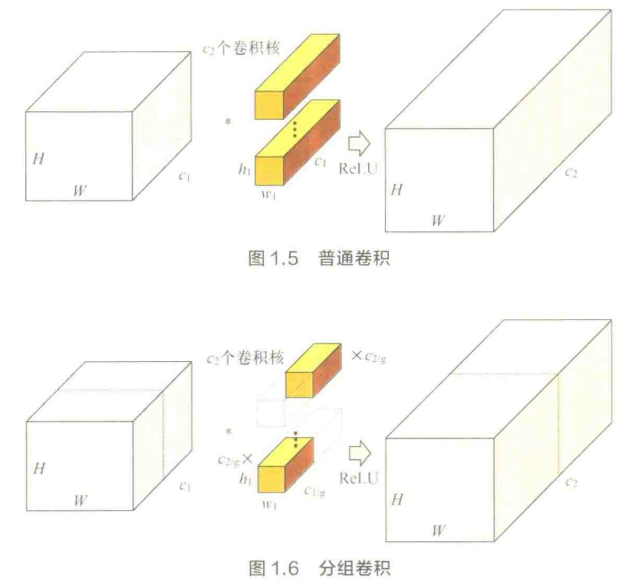 c₂个卷积核
*
H
W
c₁
h₁
w₁
c₁
ReLU
H
W
c₂
图 1.5 普通卷积
c₂个卷积核
×c₂/g
*
c₂/g×
H
W
c₁
h₁
w₁
c₁/g
ReLU
H
W
c₂
图 1.6 分组卷积